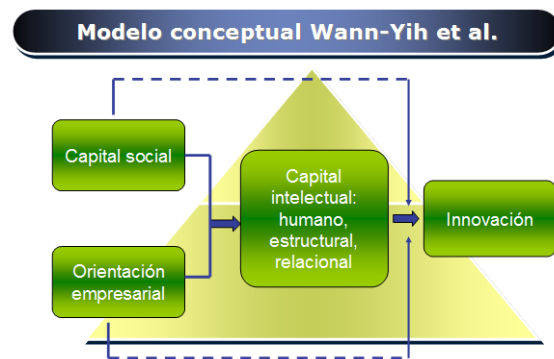 Modelo conceptual Wann-Yih et al.
Capital social
Capital
intelectual:
humano,
estructural,
relacional
Innovación
Orientación
empresarial